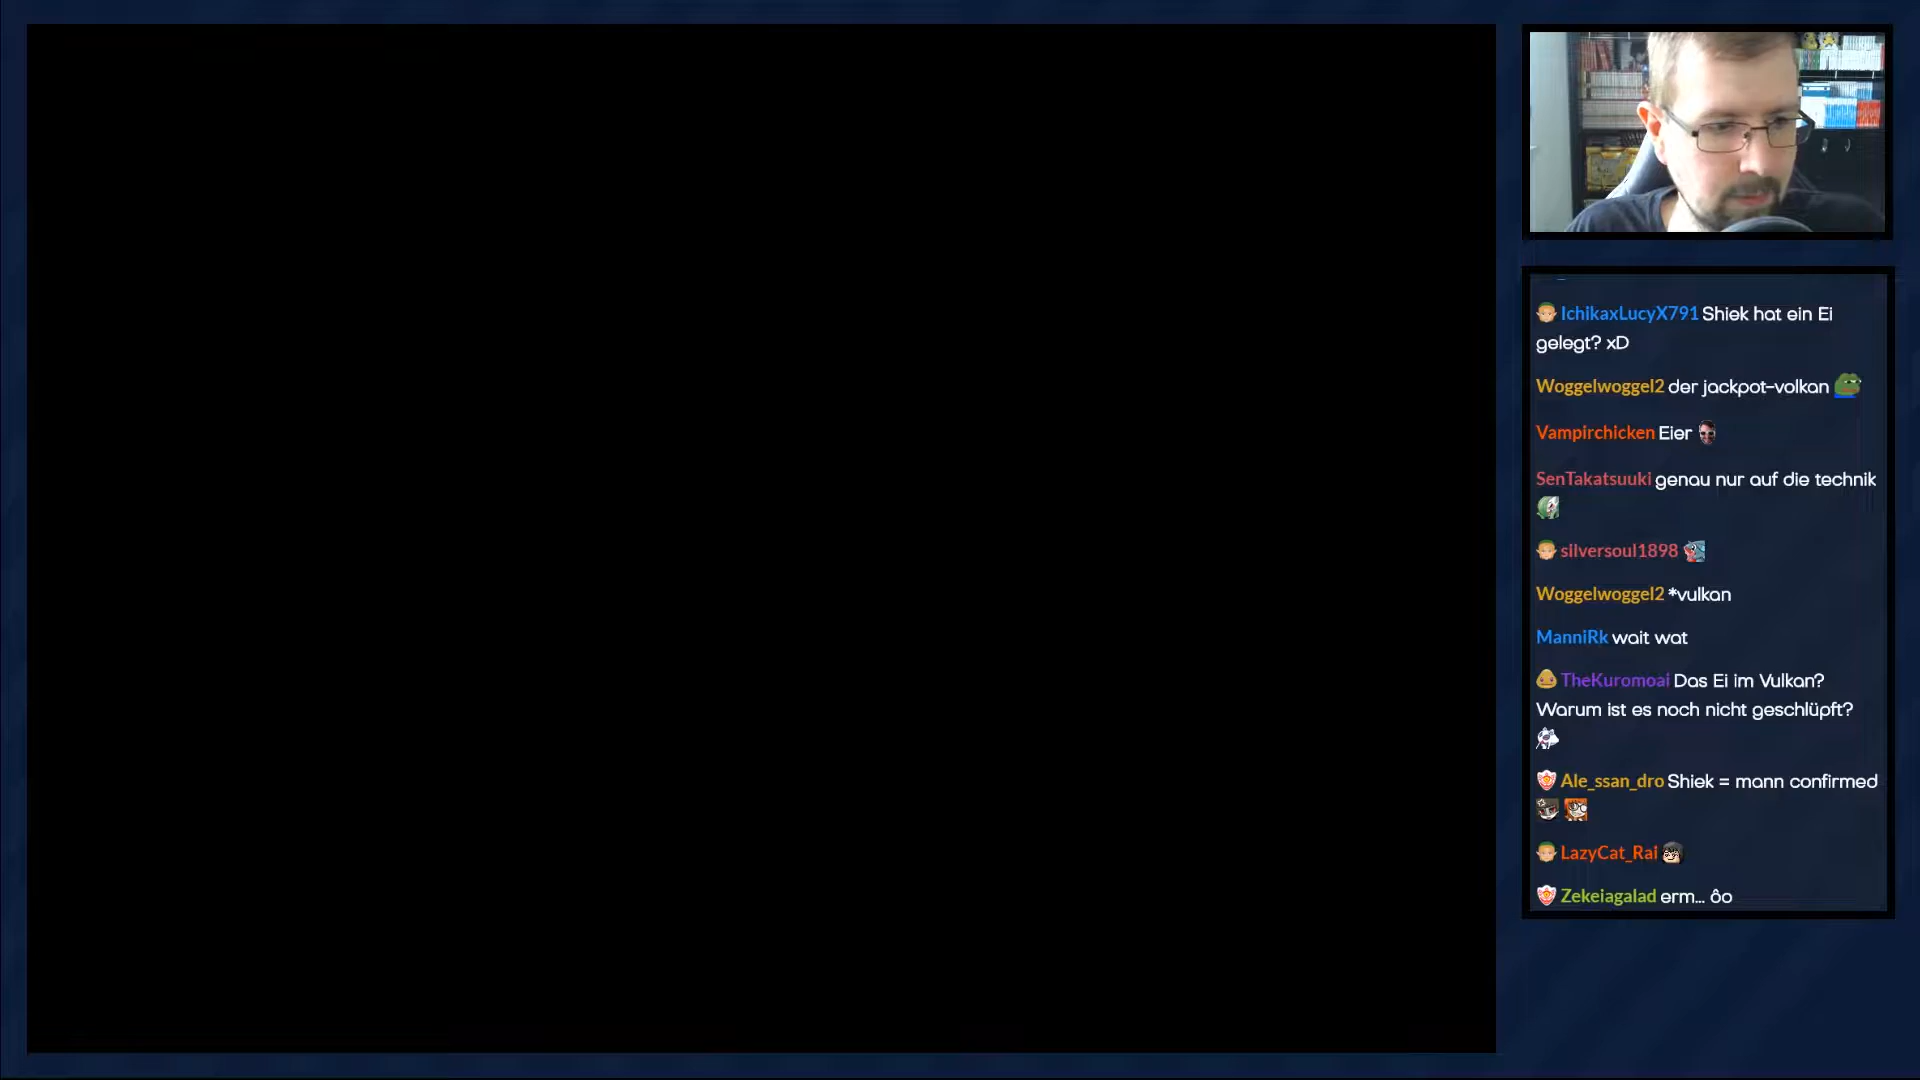 IchikaxLucyX791 Shiek hat ein Ei
gelegt? xD
Woggelwoggel2 der jackpot-volkan
Vampirchicken Eier
SenTakatsuuki genau nur auf die technik
silversoul1898
Woggelwoggel2 *vulkan
ManniRk wait wat
TheKuromoai Das Ei im Vulkan?
Warum ist es noch nicht geschlüpft?
Ale_ssan_dro Shiek = mann confirmed
LazyCat_Rai
Zekeiagalad erm... ôo